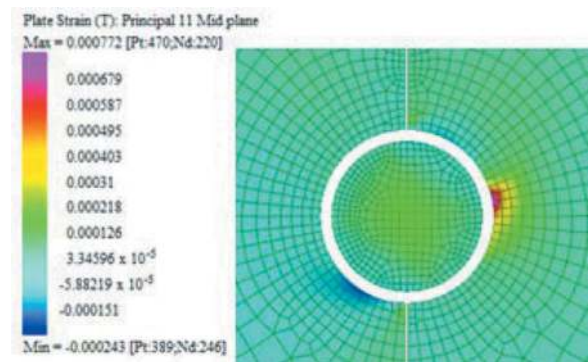 Plate Strain (T): Principal 11 Mid plane
Max = 0.000772 [Pt:470;Nd:220]
0.000679
0.000587
0.000495
0.000403
0.00031
0.000218
0.000126
3.34596 x 10⁻⁵
-5.88219 x 10⁻⁵
-0.000151
Min = -0.000243 [Pt:389;Nd:246]